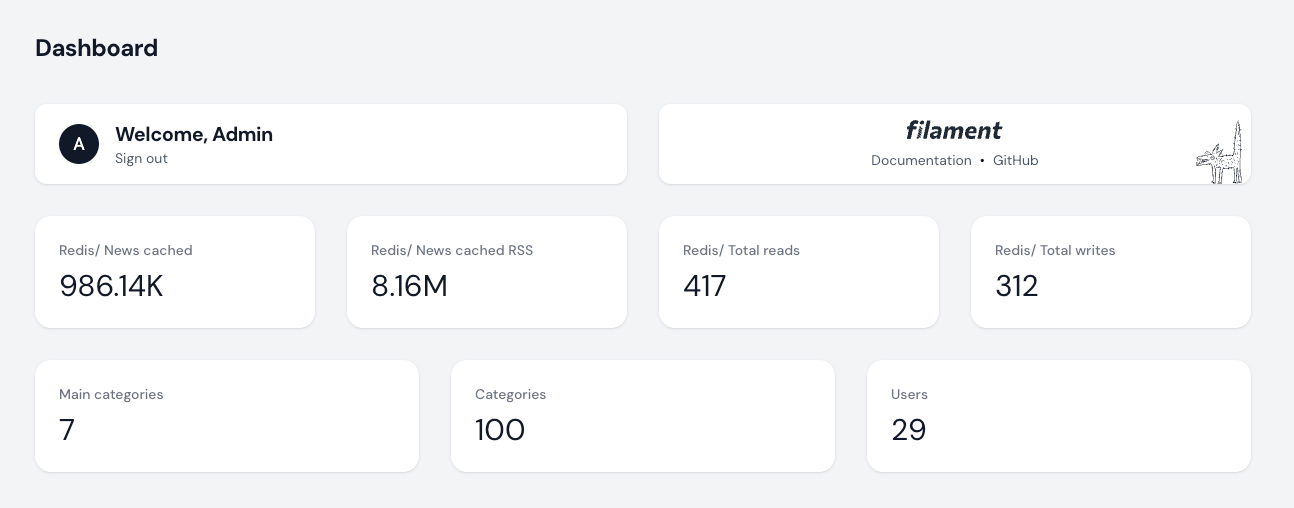 Dashboard
A
Welcome, Admin
Sign out
filament
Documentation • GitHub
Redis/ News cached
986.14K
Redis/ News cached RSS
8.16M
Redis/ Total reads
417
Redis/ Total writes
312
Main categories
7
Categories
100
Users
29